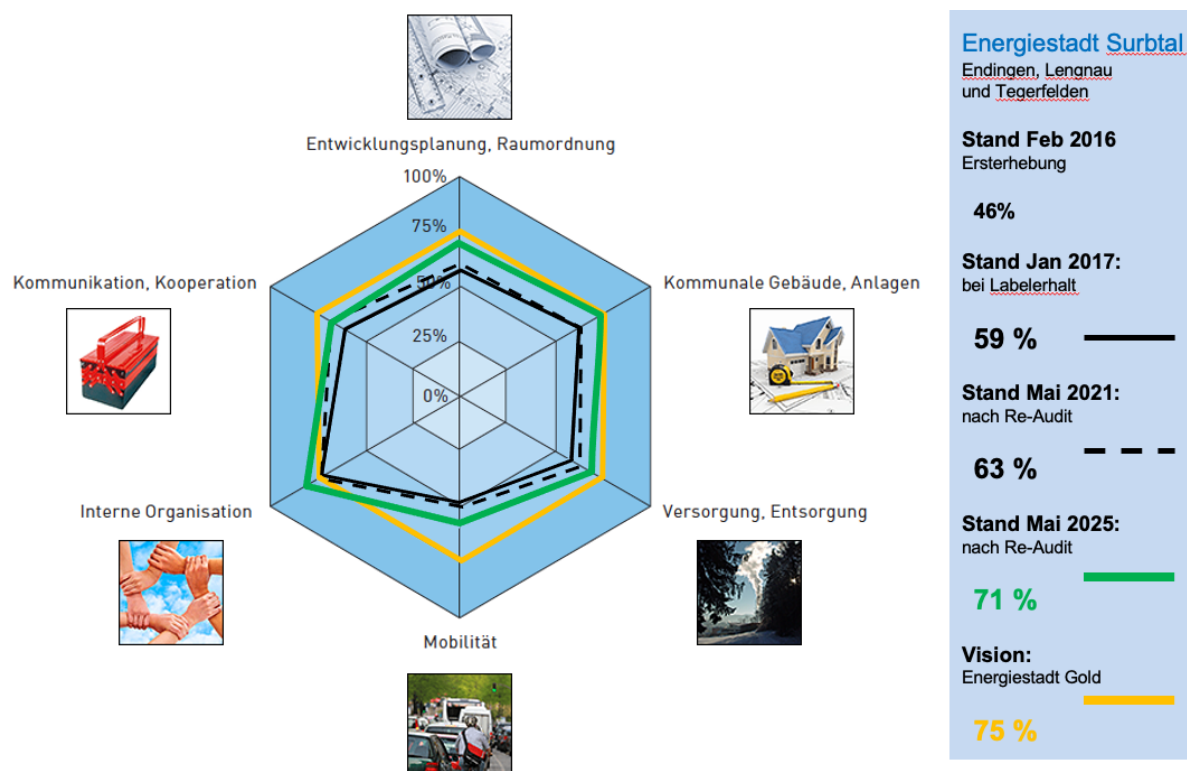 Entwicklungsplanung, Raumordnung
100%
75%
50%
25%
0%
Kommunikation, Kooperation
Kommunale Gebäude, Anlagen
Interne Organisation
Versorgung, Entsorgung
Mobilität
Energiestadt Surbtal
Endingen, Lengnau
und Tegerfelden
Stand Feb 2016
Ersterhebung
46%
Stand Jan 2017:
bei Labelerhalt
59 %
Stand Mai 2021:
nach Re-Audit
63 %
Stand Mai 2025:
nach Re-Audit
71 %
Vision:
Energiestadt Gold
75 %